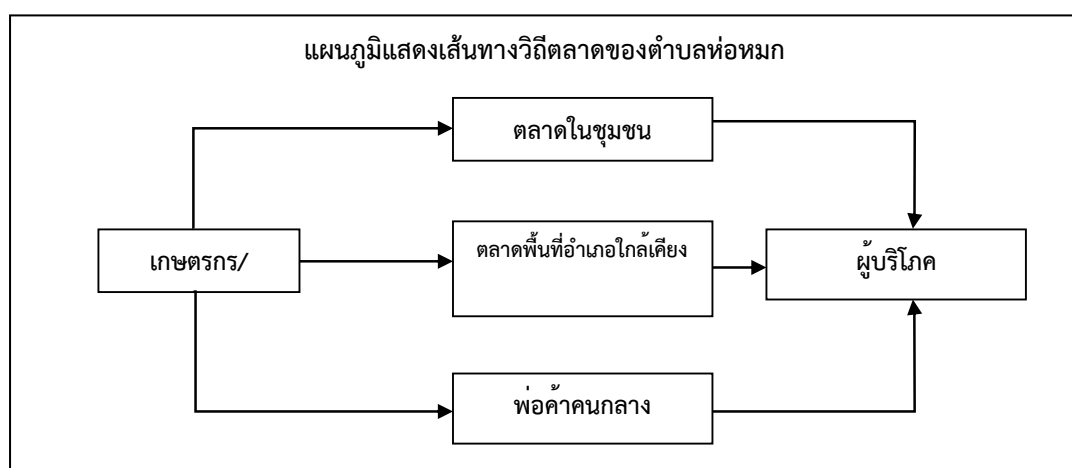 แผนภูมิแสดงเส้นทางวิถีตลาดของตำบลห่อหมก
ตลาดในชุมชน
เกษตรกร/
ตลาดพื้นที่อำเภอใกล้เคียง
ผู้บริโภค
พ่อค้าคนกลาง